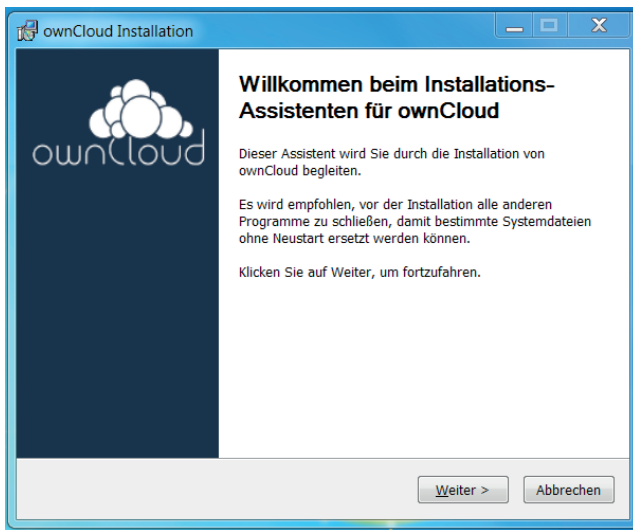 ownCloud Installation
ownCloud
Willkommen beim Installations-
Assistenten für ownCloud
Dieser Assistent wird Sie durch die Installation von
ownCloud begleiten.
Es wird empfohlen, vor der Installation alle anderen
Programme zu schließen, damit bestimmte Systemdateien
ohne Neustart ersetzt werden können.
Klicken Sie auf Weiter, um fortzufahren.
Weiter > Abbrechen